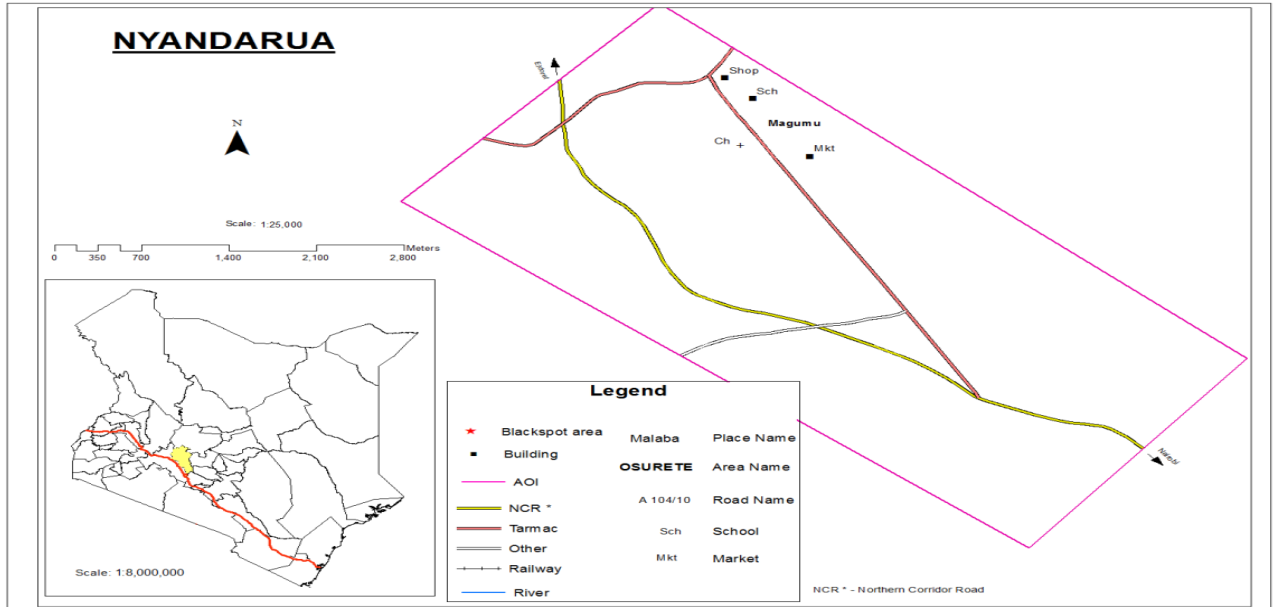 NYANDARUA
N
Scale: 1:25,000
0 350 700 1,400 2,100 2,800 Meters
Scale: 1:8,000,000
Shop
Sch
Magumu
Ch
Mkt
Nairobi
Legend
Blackspot area
Building
AOI
NCR *
Tarmac
Other
Railway
River
Malaba Place Name
OSURETE Area Name
A 104/10 Road Name
Sch School
Mkt Market
NCR * - Northern Corridor Road